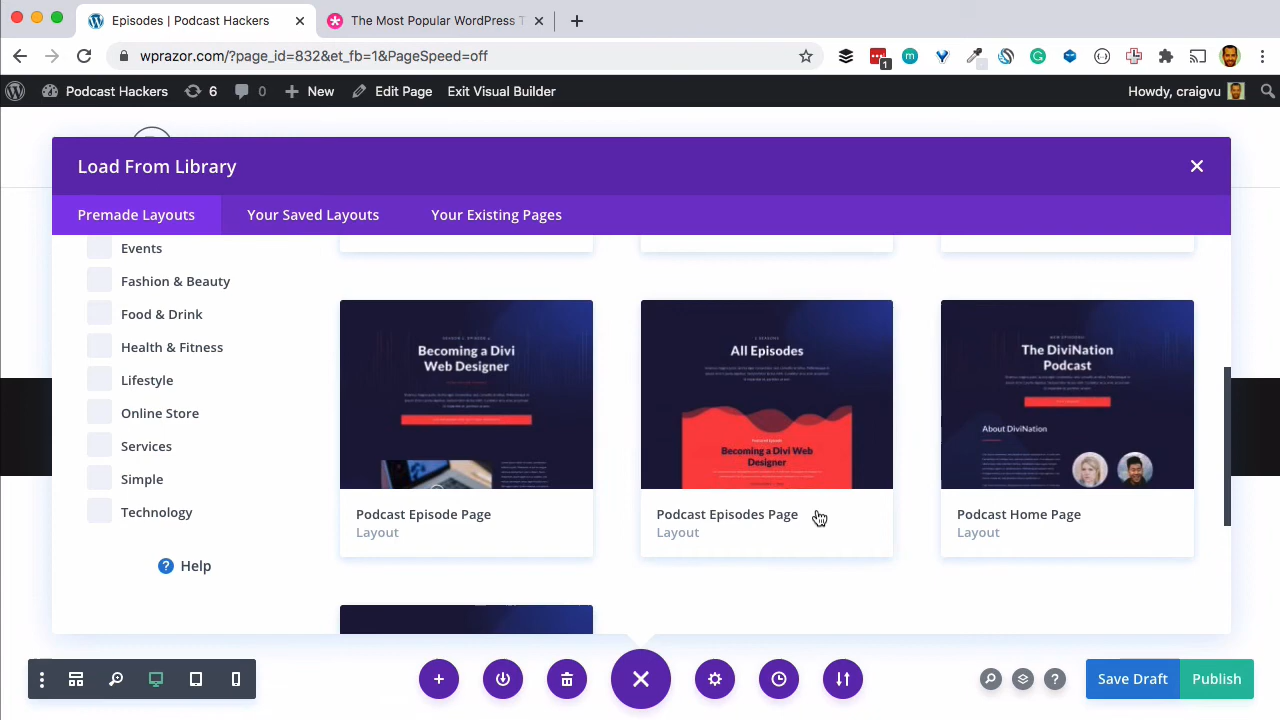 Episodes | Podcast Hackers
The Most Popular WordPress T
wprazor.com/?page_id=832&et_fb=1&PageSpeed=off
1
Podcast Hackers
6
0
New
Edit Page
Exit Visual Builder
Howdy, craigvu
Load From Library
Premade Layouts
Your Saved Layouts
Your Existing Pages
Events
Fashion & Beauty
Food & Drink
Health & Fitness
Lifestyle
Online Store
Services
Simple
Technology
Help
Becoming a Divi
Web Designer
Podcast Episode Page
Layout
All Episodes
Becoming a Divi Web
Designer
Podcast Episodes Page
Layout
The DiviNation
Podcast
About DiviNation
Podcast Home Page
Layout
Save Draft
Publish